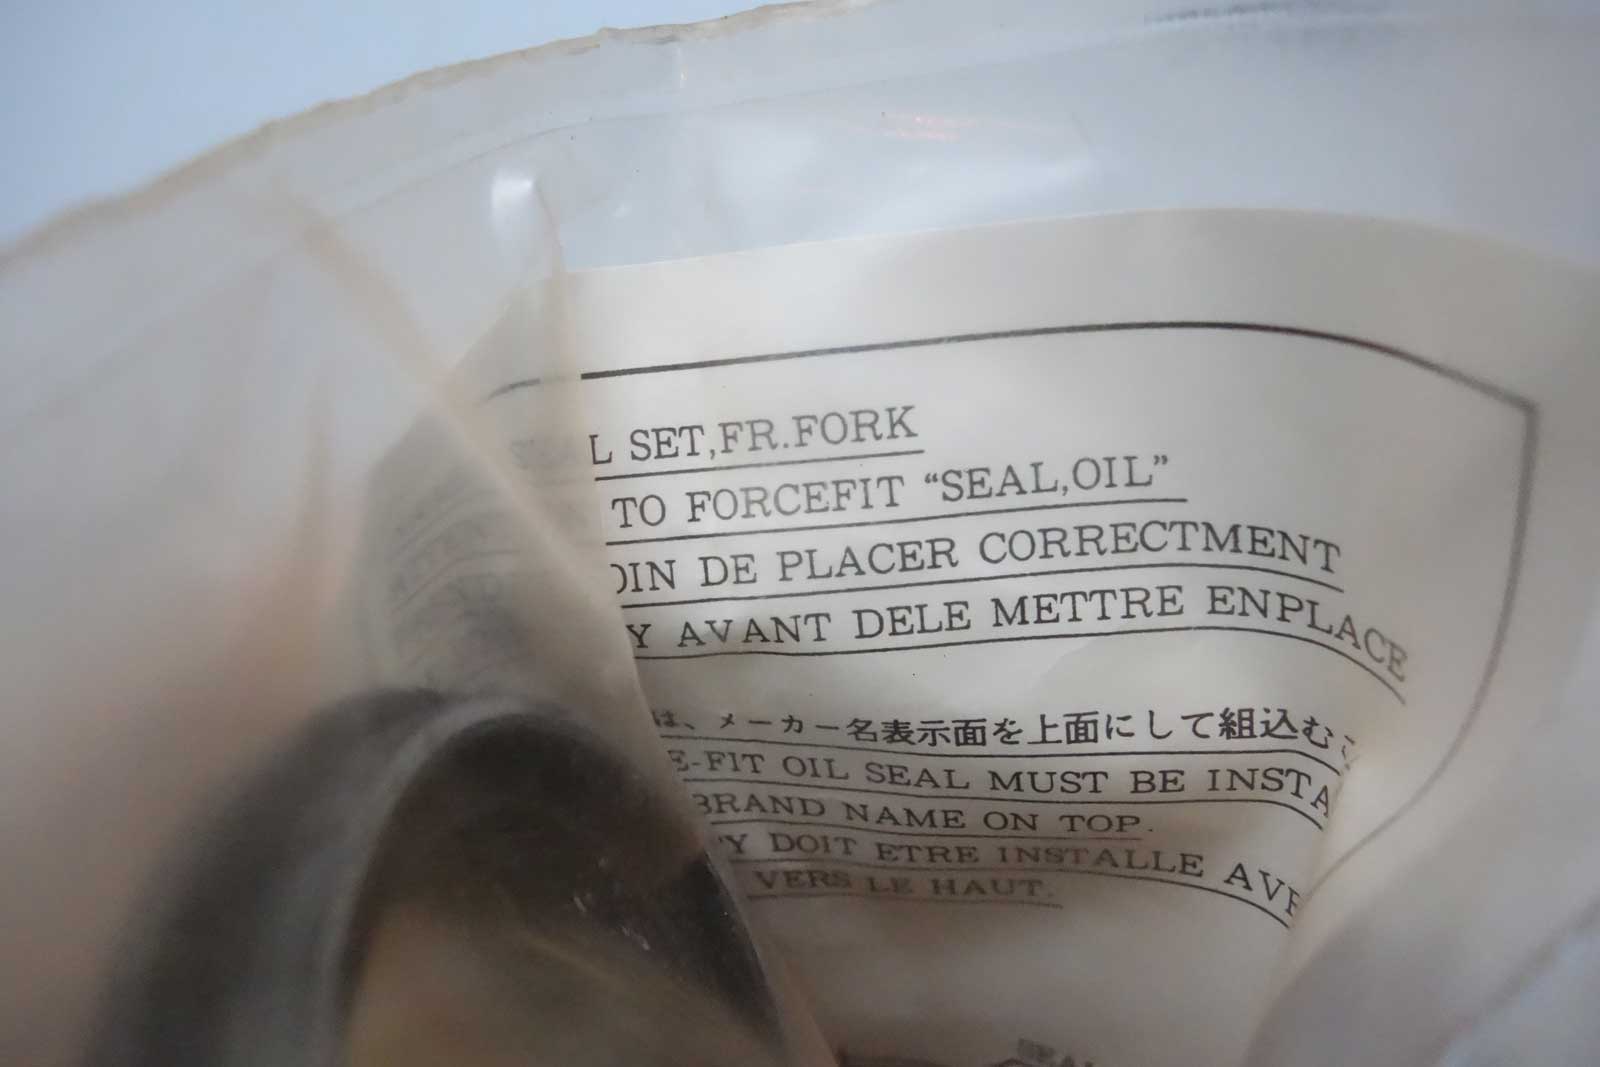 L SET,FR.FORK
TO FORCEFIT “SEAL,OIL”
DE PLACER CORRECTMENT
Y AVANT DELE METTRE ENPLACE
は、メーカー名表示面を上面にして組込む
E-FIT OIL SEAL MUST BE INSTA
BRAND NAME ON TOP.
Y DOIT ETRE INSTALLE AV
VERS LE HAUT.